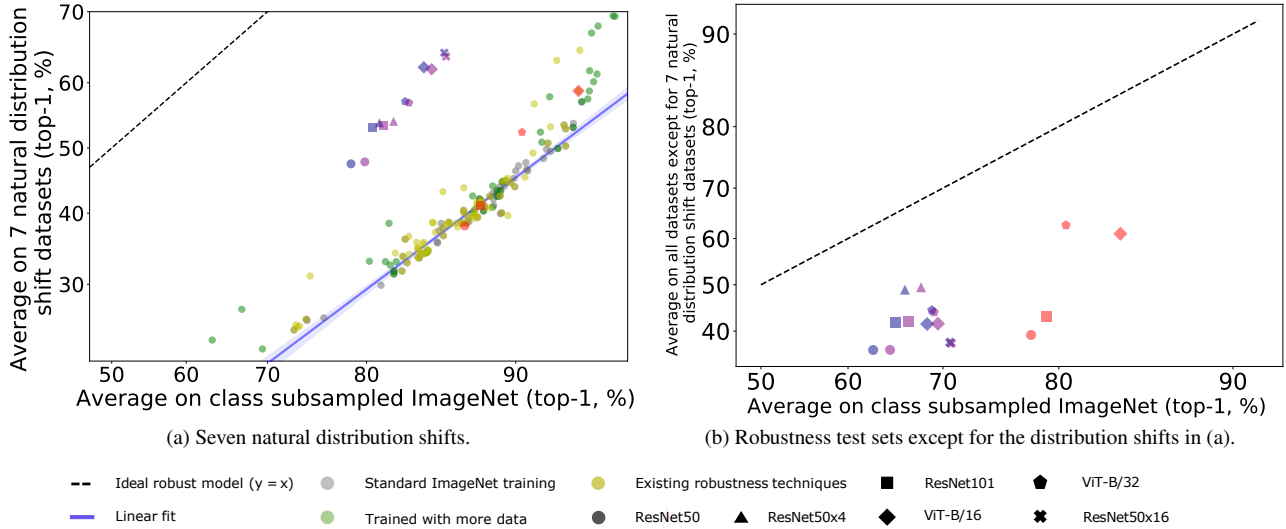 Average on 7 natural distribution
shift datasets (top-1, %)
70
60
50
40
30
50
60
70
80
90
Average on class subsampled ImageNet (top-1, %)
(a) Seven natural distribution shifts.
Average on all datasets except for 7 natural
distribution shift datasets (top-1, %)
90
80
70
60
50
40
50
60
70
80
90
Average on class subsampled ImageNet (top-1, %)
(b) Robustness test sets except for the distribution shifts in (a).
Ideal robust model (y = x)
Standard ImageNet training
Existing robustness techniques
ResNet101
ViT-B/32
Linear fit
Trained with more data
ResNet50
ResNet50x4
ViT-B/16
ResNet50x16